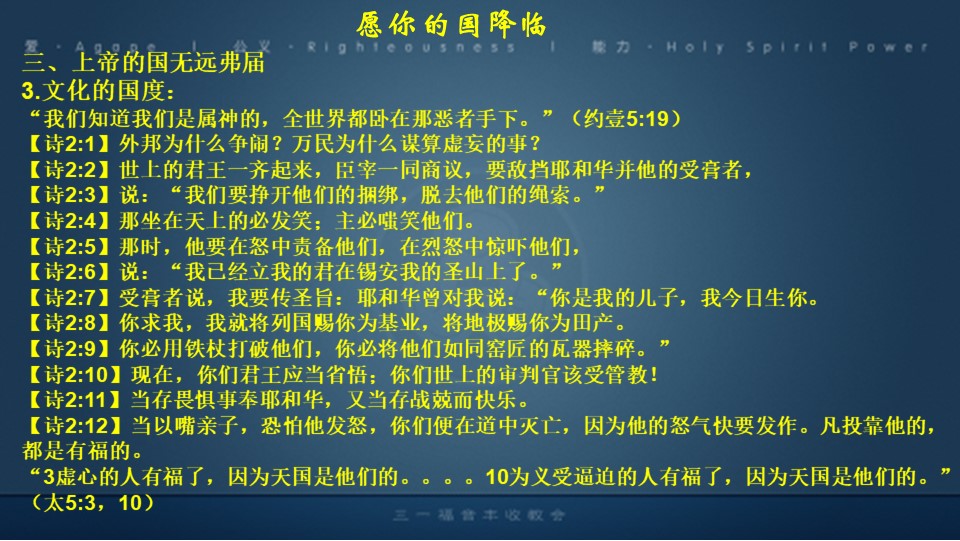 愿你的国降临
爱·Agape | 公义·Righteousness | 能力·Holy Spirit Power
三、上帝的国无远弗届
3.文化的国度：
“我们知道我们是属神的，全世界都卧在那恶者手下。”（约壹5:19）
【诗2:1】外邦为什么争闹？万民为什么谋算虚妄的事？
【诗2:2】世上的君王一齐起来，臣宰一同商议，要敌挡耶和华并他的受膏者，
【诗2:3】说：“我们要挣开他们的捆绑，脱去他们的绳索。”
【诗2:4】那坐在天上的必发笑；主必嗤笑他们。
【诗2:5】那时，他要在怒中责备他们，在烈怒中惊吓他们，
【诗2:6】说：“我已经立我的君在锡安我的圣山上了。”
【诗2:7】受膏者说，我要传圣旨：耶和华曾对我说：“你是我的儿子，我今日生你。
【诗2:8】你求我，我就将列国赐你为基业，将地极赐你为田产。
【诗2:9】你必用铁杖打破他们，你必将他们如同窑匠的瓦器摔碎。”
【诗2:10】现在，你们君王应当省悟；你们世上的审判官该受管教！
【诗2:11】当存畏惧事奉耶和华，又当存战兢而快乐。
【诗2:12】当以嘴亲子，恐怕他发怒，你们便在道中灭亡，因为他的怒气快要发作。凡投靠他的，
都是有福的。
“3虚心的人有福了，因为天国是他们的。。。。10为义受逼迫的人有福了，因为天国是他们的。”
（太5:3，10）
三一福音丰收教会